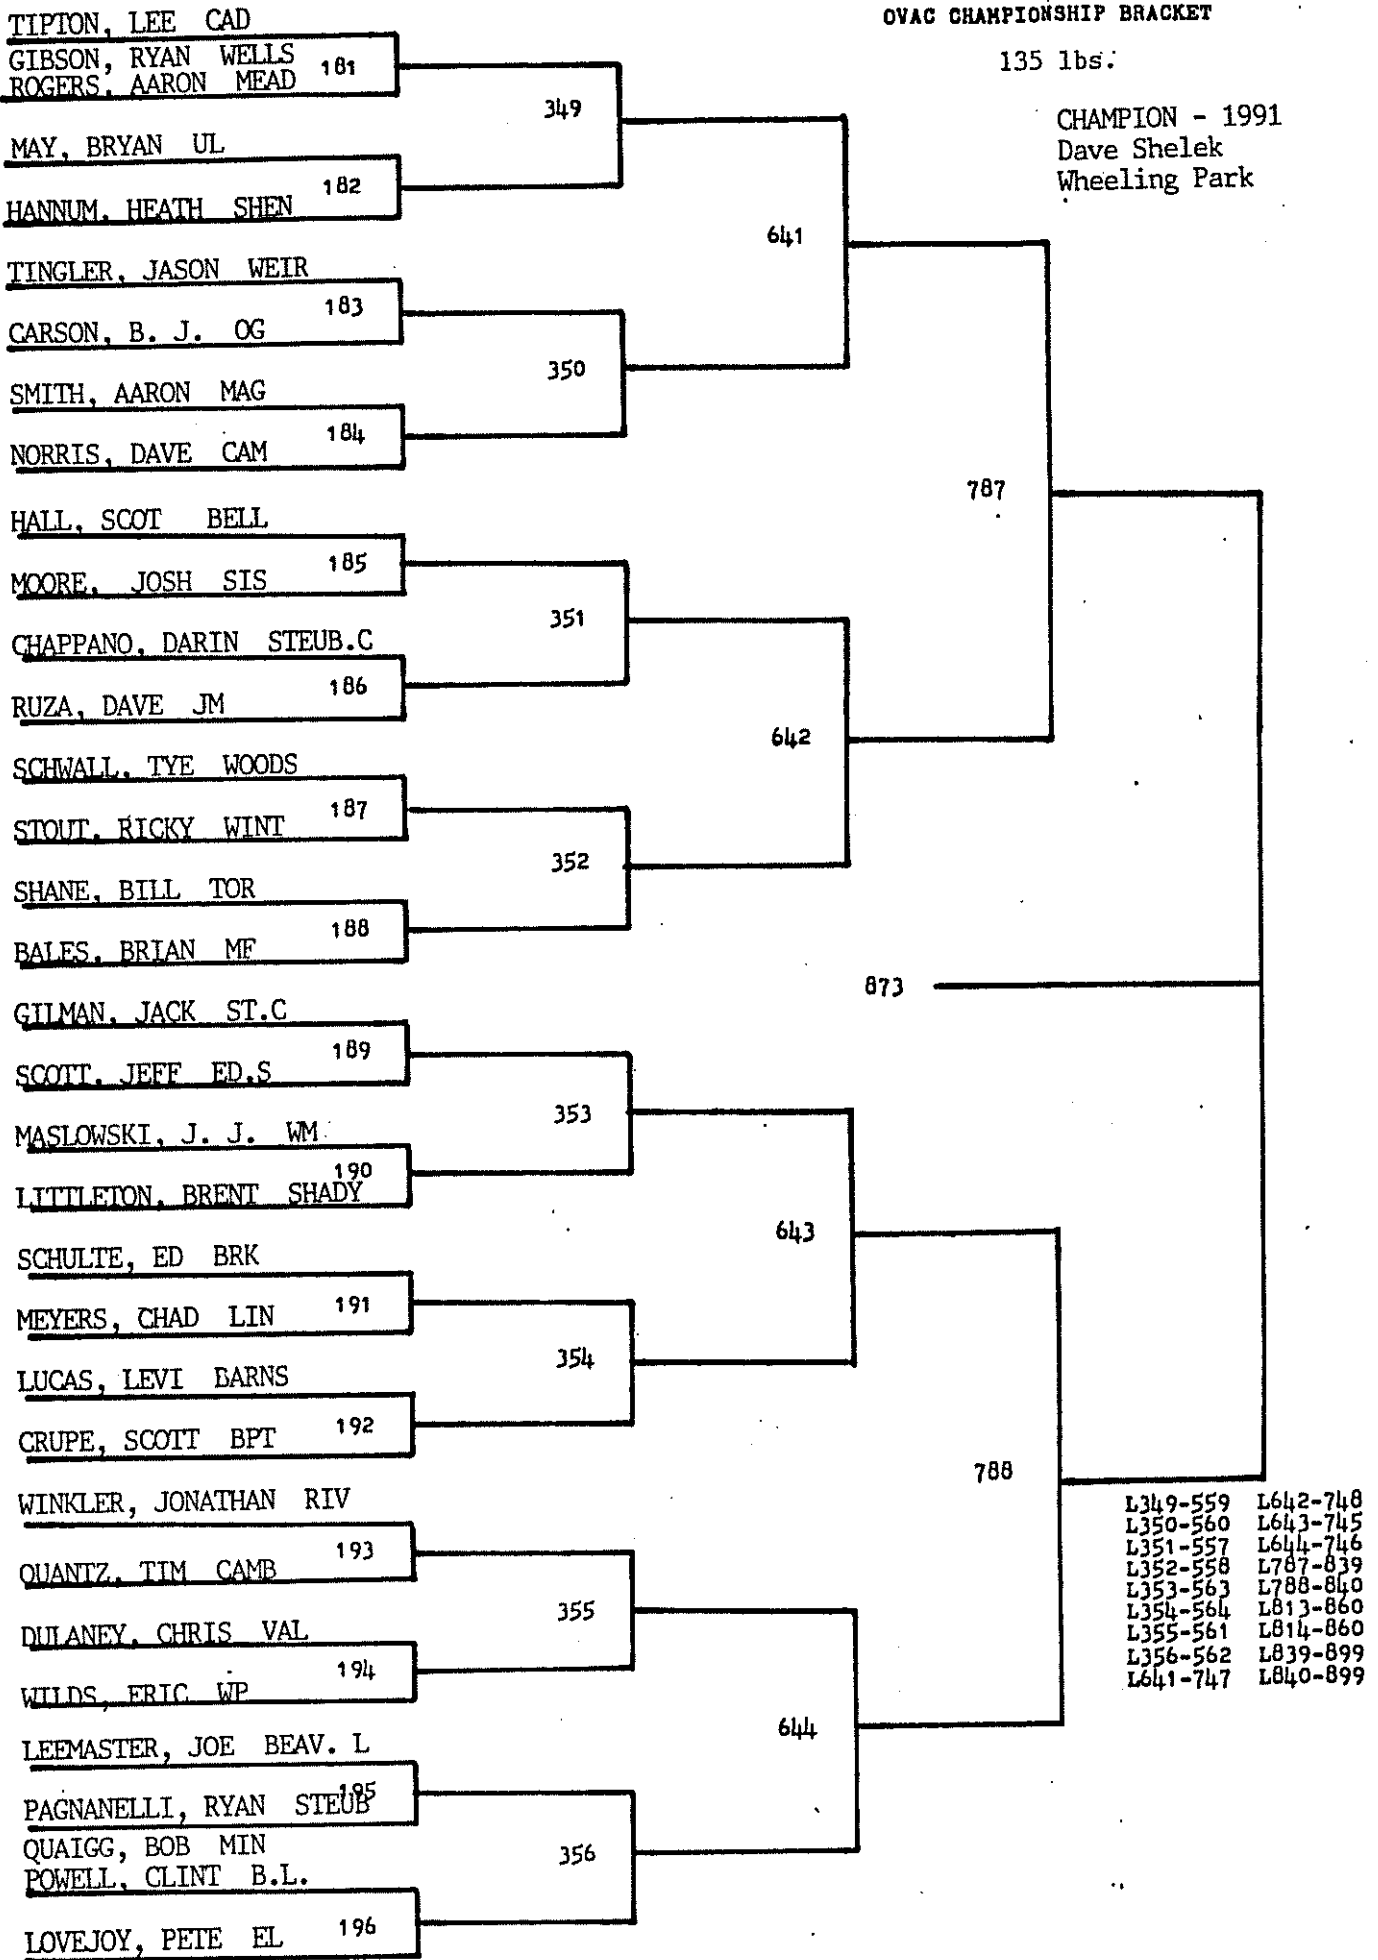 OVAC CHAMPIONSHIP BRACKET
135 lbs.
CHAMPION - 1991
Dave Shelek
Wheeling Park
TIPTON, LEE CAD
GIBSON, RYAN WELLS
181
ROGERS, AARON MEAD
349
MAY, BRYAN UL
182
HANNUM, HEATH SHEN
641
TINGLER, JASON WEIR
183
CARSON, B. J. OG
350
SMITH, AARON MAG
184
NORRIS, DAVE CAM
787
HALL, SCOT BELL
185
MOORE, JOSH SIS
351
CHAPPANO, DARIN STEUB.C
186
RUZA, DAVE JM
642
SCHWALL, TYE WOODS
187
STOUT, RICKY WINT
352
SHANE, BILL TOR
188
BALES, BRIAN MF
873
GILMAN, JACK ST.C
189
SCOTT, JEFF ED.S
353
MASLOWSKI, J. J. WM
190
LITTLETON, BRENT SHADY
643
SCHULTE, ED BRK
191
MEYERS, CHAD LIN
354
LUCAS, LEVI BARNS
192
CRUPE, SCOTT BPT
788
WINKLER, JONATHAN RIV
193
QUANTZ, TIM CAMB
355
DULANEY, CHRIS VAL
194
WILDS, ERIC WP
644
LEEMASTER, JOE BEAV. L
195
PAGNANELLI, RYAN STEUB
QUAIGG, BOB MIN
356
POWELL, CLINT B.L.
196
LOVEJOY, PETE EL
L349-559 L642-748
L350-560 L643-745
L351-557 L644-746
L352-558 L787-839
L353-563 L788-840
L354-564 L813-860
L355-561 L814-860
L356-562 L839-899
L641-747 L840-899